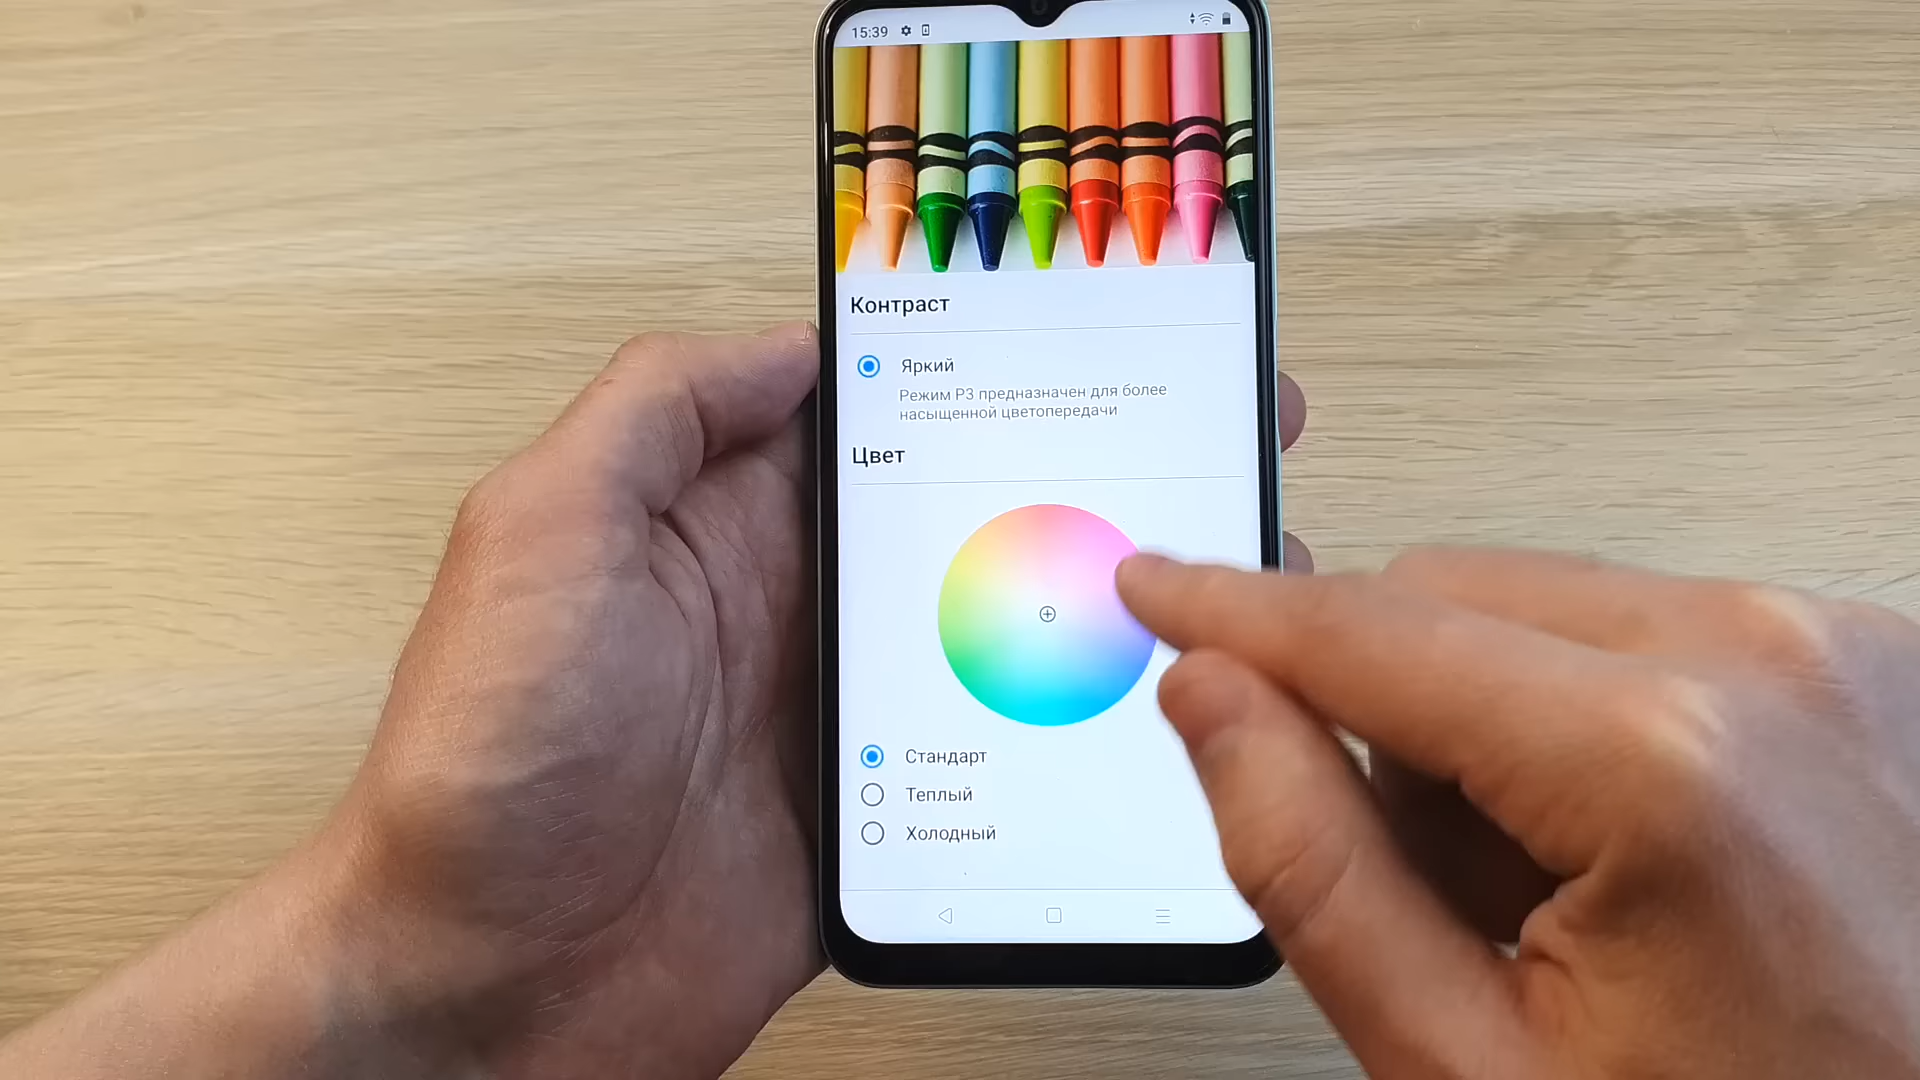 15:39
Контраст
Яркий
Режим P3 предназначен для более
насыщенной цветопередачи
Цвет
Стандарт
Теплый
Холодный